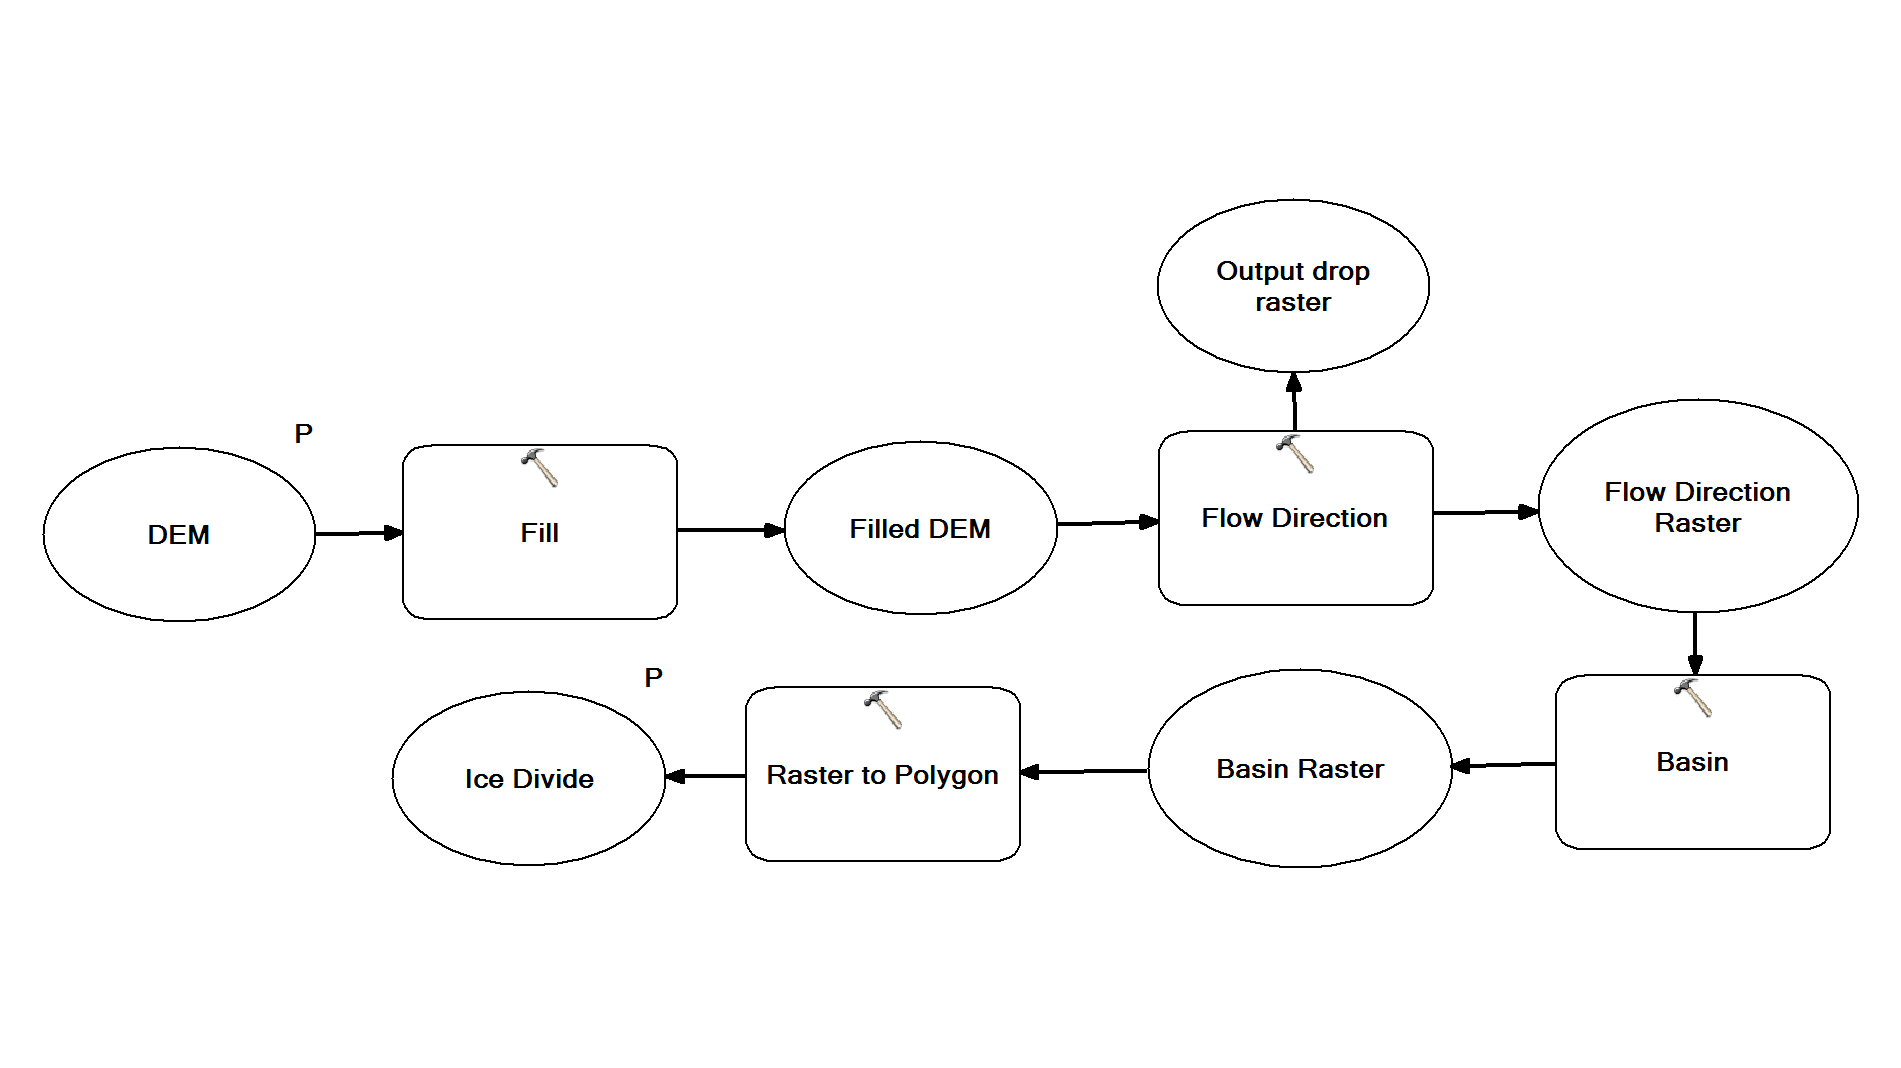 Output drop
raster
P
DEM
Fill
Filled DEM
Flow Direction
Flow Direction
Raster
P
Ice Divide
Raster to Polygon
Basin Raster
Basin